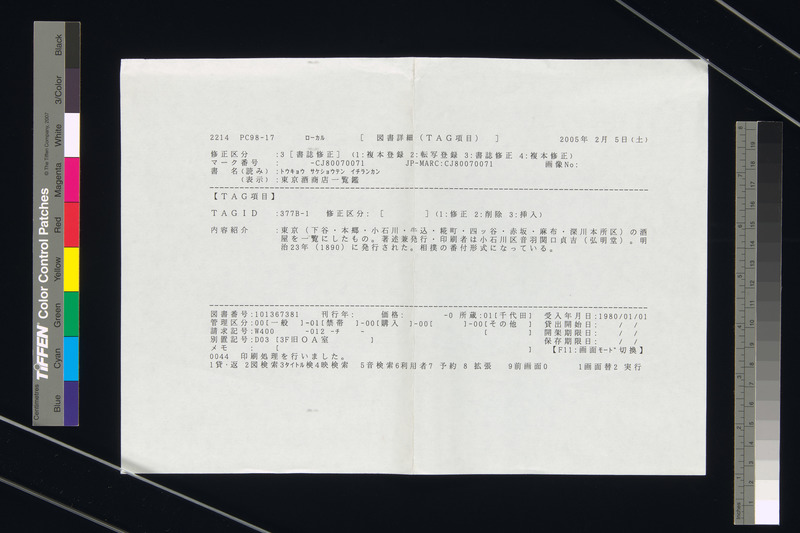 2214 PC98-17 ﾛｰｶﾙ [ 図書詳細(TAG項目) ] 2005年 2月 5日(土)
修正区分 :3 [書誌修正] (1:複本登録 2:転写登録 3:書誌修正 4:複本修正)
マーク番号 : -CJ80070071 JP-MARC:CJ80070071 画像No:
書 名(読み):ﾄｳｷｮｳ ｻｹｼｮｳﾃﾝ ｲﾁﾗﾝｶﾝ
(表示):東京酒商店一覧鑑
【TAG項目】
TAGID :377B-1 修正区分: [ ] (1:修正 2:削除 3:挿入)
内容紹介 :東京(下谷・本郷・小石川・牛込・糀町・四ッ谷・赤坂・麻布・深川本所区)の酒
屋を一覧にしたもの。著述兼発行・印刷者は小石川区音羽関口貞吉(弘明堂)。明
治23年(1890)に発行された。相撲の番付形式になっている。
図書番号:101367381 刊行年: 価格: -0 所蔵:01[千代田] 受入年月日:1980/01/01
管理区分:00[一般 ]-01[禁帯 ]-00[購入 ]-00[ ]-00[その他 ] 貸出開始日: / /
請求記号:W400 -012 -ﾁ - [ ] 開架期限日: / /
別置記号:D03 [3F旧OA室 ] 保存期限日: / /
メモ : [ ] 【F11:画面ﾓｰﾄﾞ切換】
0044 印刷処理を行いました。
1貸・返 2図検索3ﾀｲﾄﾙ検4映検索 5音検索6利用者7 予約 8 拡張 9前画面0 1画面替2 実行
TIFFEN Color Control Patches
© The Tiffen Company, 2007
Centimetres
Blue
Cyan
Green
Yellow
Red
Magenta
White
3/Color
Black